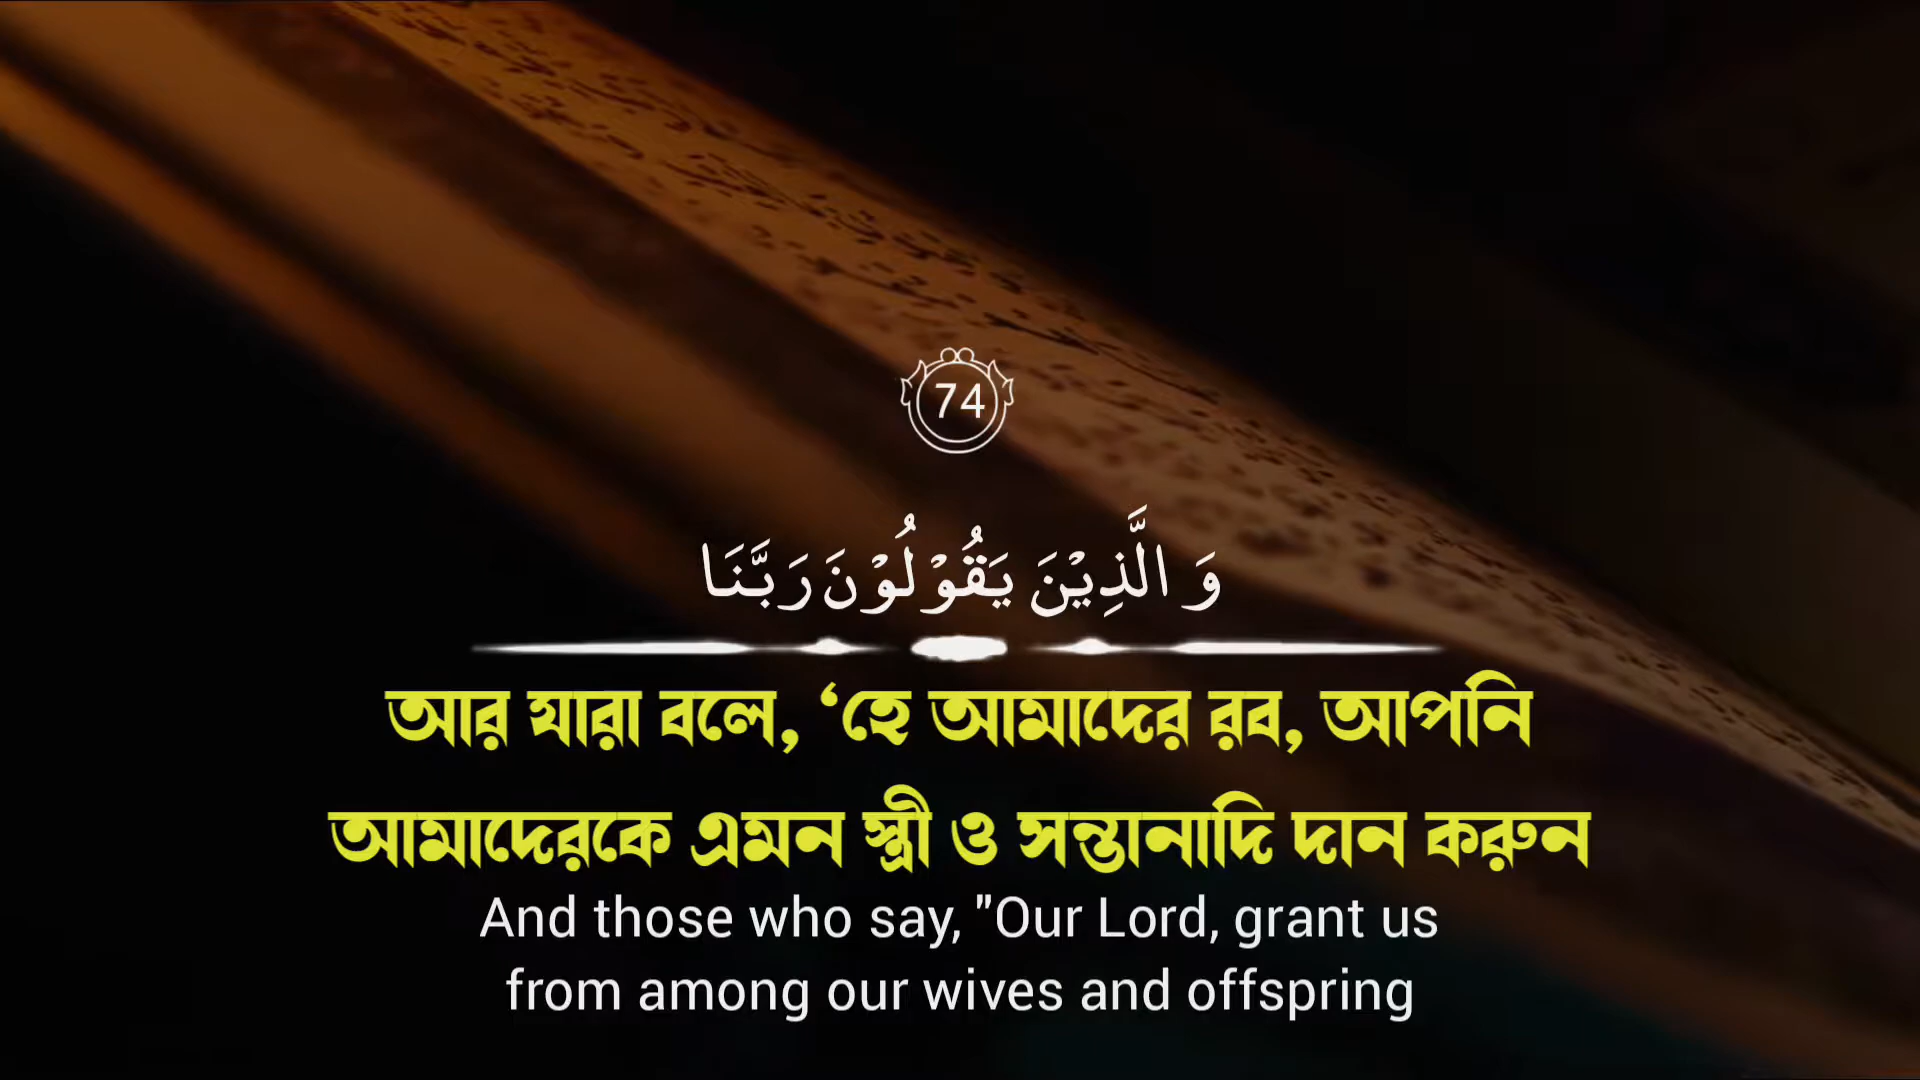 74
وَ الَّذِيْنَ يَقُوْلُوْنَ رَبَّنَا
আর যারা বলে, ‘হে আমাদের রব, আপনি
আমাদেরকে এমন স্ত্রী ও সন্তানাদি দান করুন
And those who say, "Our Lord, grant us
from among our wives and offspring